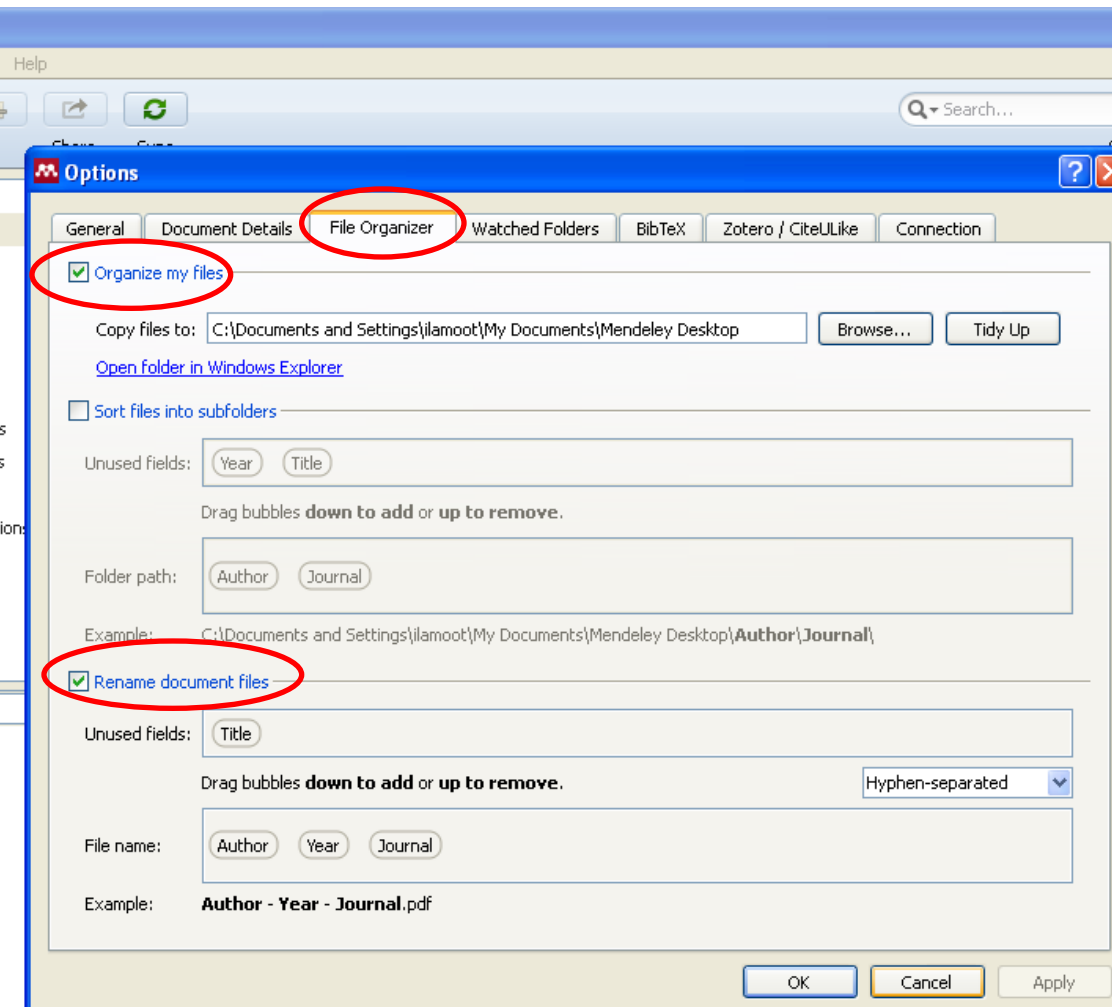 Help
Search...
Share Sync
Options
General Document Details File Organizer Watched Folders BibTeX Zotero / CiteULike Connection
Organize my files
Copy files to: C:\Documents and Settings\ilamoot\My Documents\Mendeley Desktop Browse... Tidy Up
Open folder in Windows Explorer
Sort files into subfolders
s
Unused fields: Year Title
s
Drag bubbles down to add or up to remove.
ions
Folder path: Author Journal
Example: C:\Documents and Settings\ilamoot\My Documents\Mendeley Desktop\Author\Journal\
Rename document files
Unused fields: Title
Drag bubbles down to add or up to remove. Hyphen-separated
File name: Author Year Journal
Example: Author - Year - Journal.pdf
OK Cancel Apply